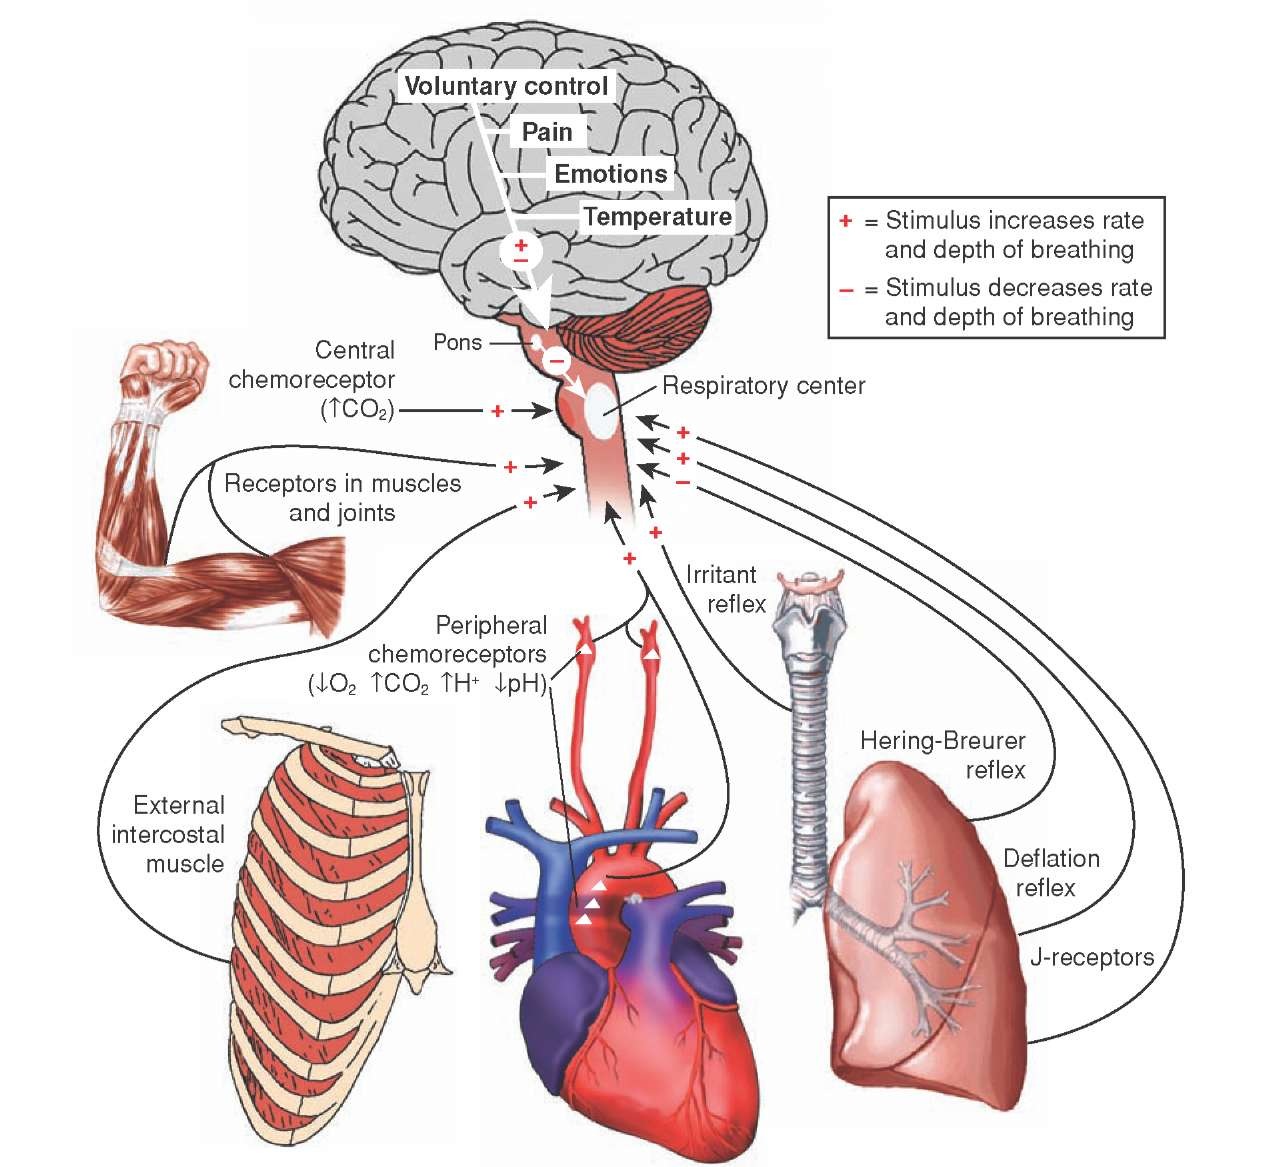 Voluntary control
Pain
Emotions
Temperature
+
−
+ = Stimulus increases rate
and depth of breathing
− = Stimulus decreases rate
and depth of breathing
Pons
−
Central
chemoreceptor
(↑CO₂)
+
Respiratory center
+
+
−
+
Receptors in muscles
and joints
+
+
+
Irritant
reflex
Peripheral
chemoreceptors
(↓O₂ ↑CO₂ ↑H⁺ ↓pH)
Hering-Breurer
reflex
External
intercostal
muscle
Deflation
reflex
J-receptors